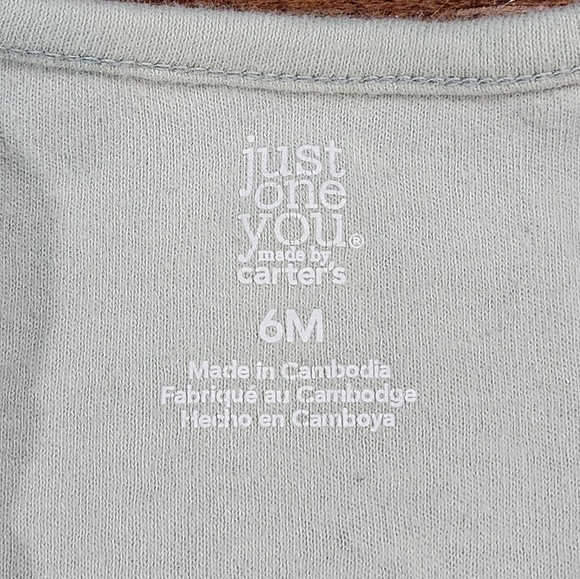 just
one
you®
made by
carter's
6M
Made in Cambodia
Fabriqué au Cambodge
Hecho en Camboya